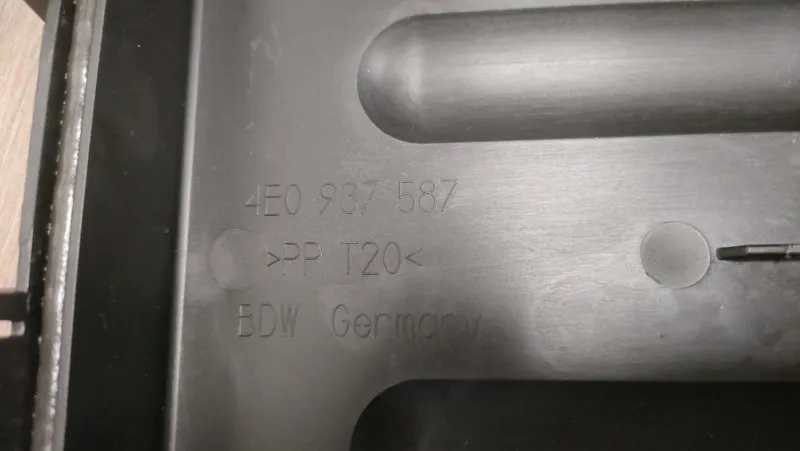 4E0 937 587
>PP T20<
BDW Germany